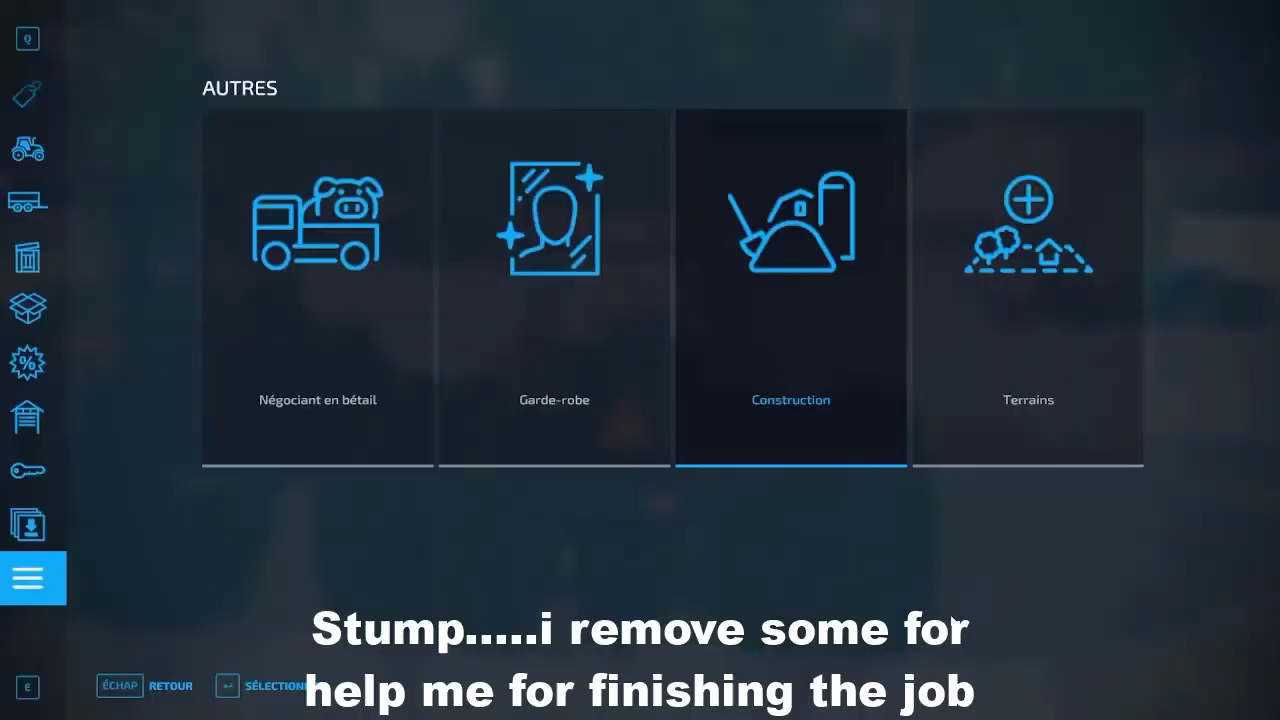 Q
AUTRES
Négociant en bétail
Garde-robe
Construction
Terrains
Stump.....i remove some for
help me for finishing the job
E
ÉCHAP RETOUR